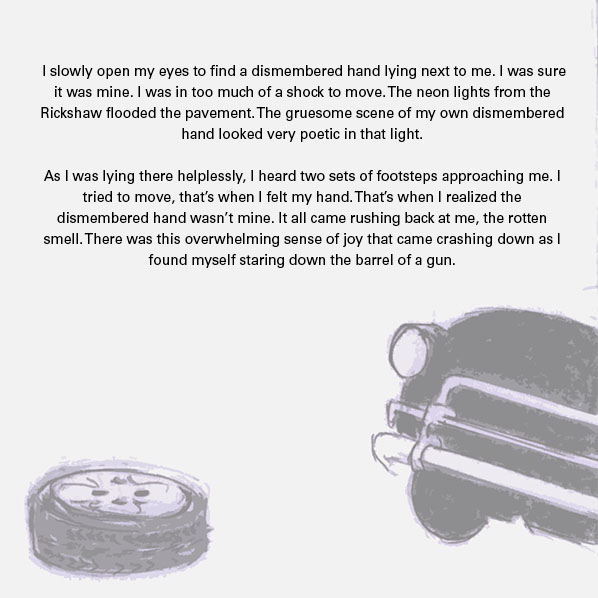 I slowly open my eyes to find a dismembered hand lying next to me. I was sure
it was mine. I was in too much of a shock to move. The neon lights from the
Rickshaw flooded the pavement. The gruesome scene of my own dismembered
hand looked very poetic in that light.
As I was lying there helplessly, I heard two sets of footsteps approaching me. I
tried to move, that’s when I felt my hand. That’s when I realized the
dismembered hand wasn’t mine. It all came rushing back at me, the rotten
smell. There was this overwhelming sense of joy that came crashing down as I
found myself staring down the barrel of a gun.